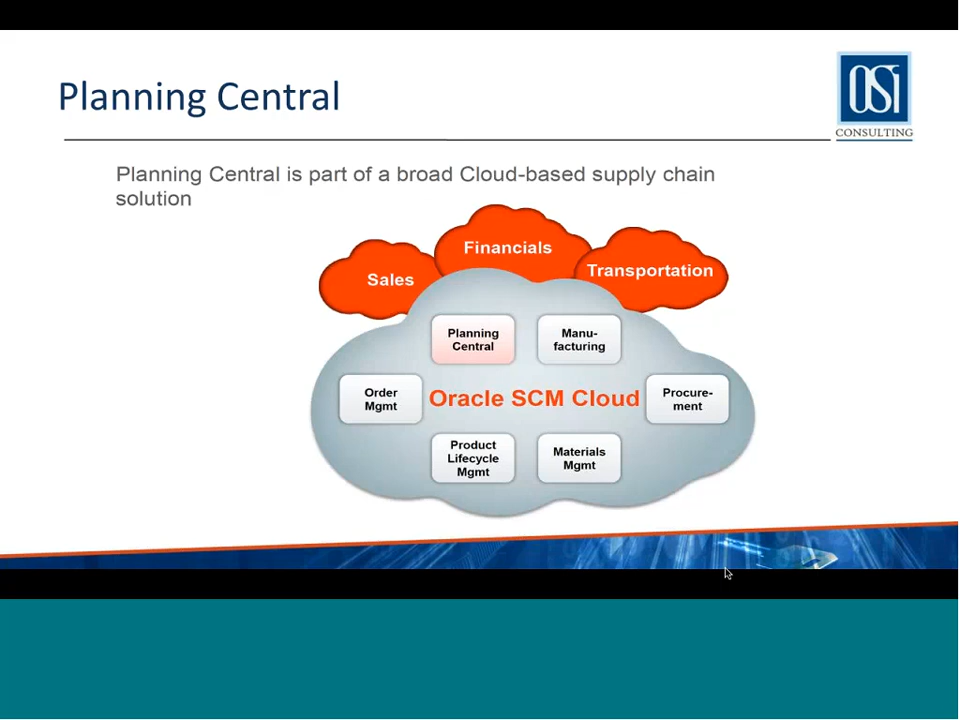 Planning Central
OSI
CONSULTING
Planning Central is part of a broad Cloud-based supply chain
solution
Financials
Sales
Transportation
Planning
Central
Manu-
facturing
Order
Mgmt
Oracle SCM Cloud
Procure-
ment
Product
Lifecycle
Mgmt
Materials
Mgmt